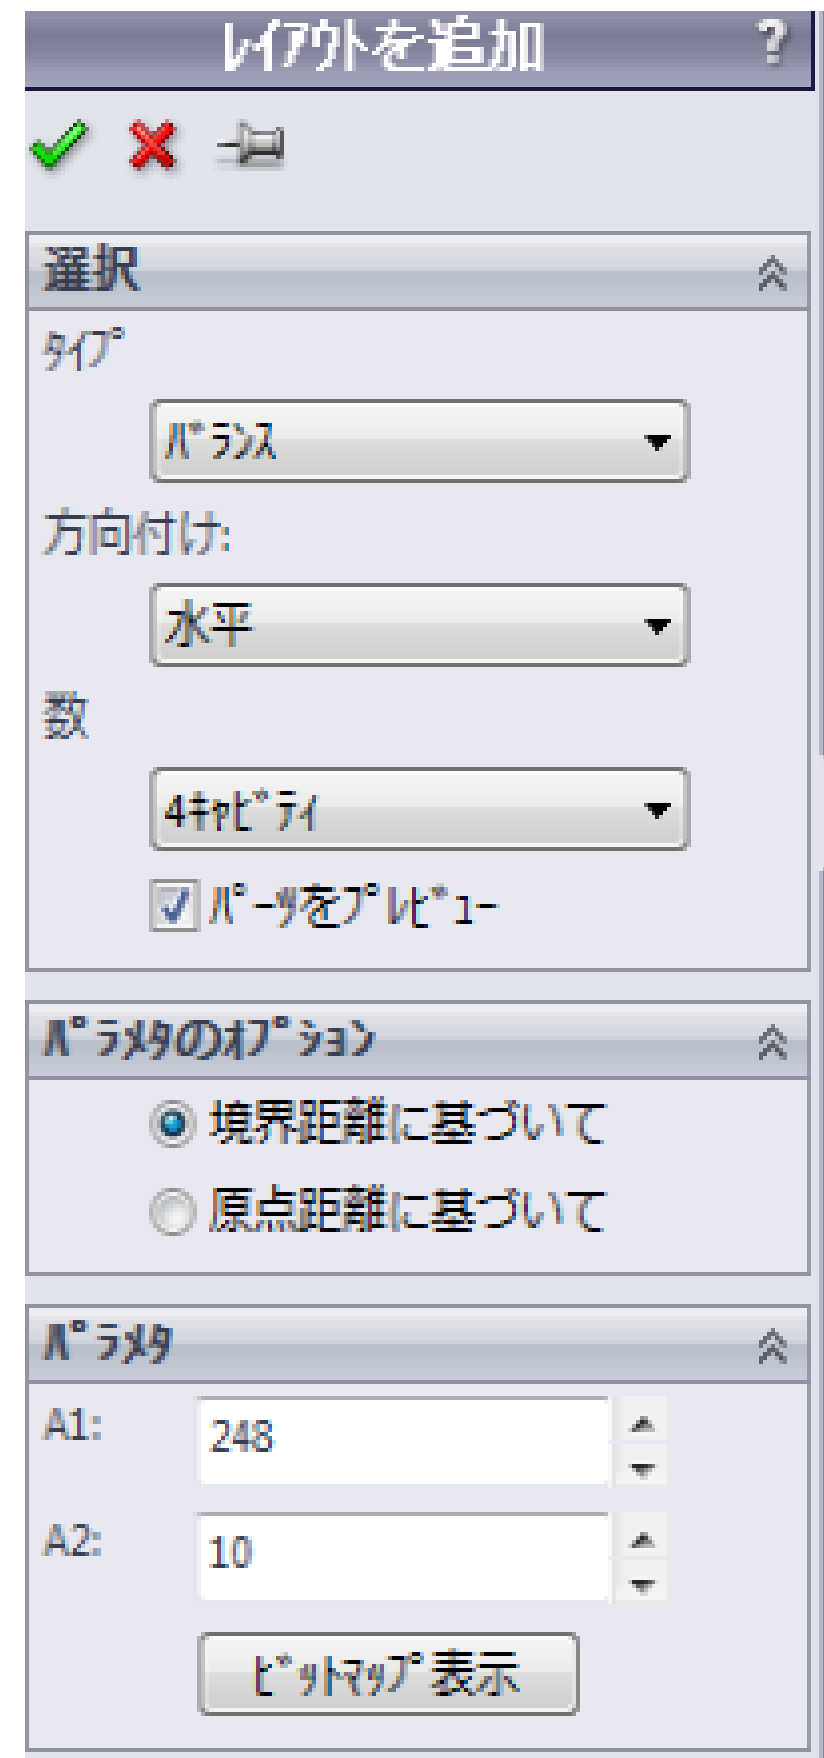 レイアウトを追加 ?
選択
ﾀｲﾌﾟ
ﾊﾞﾗﾝｽ
方向付け:
水平
数
4ｷｬﾋﾞﾃｨ
ﾊﾟｰﾂをﾌﾟﾚﾋﾞｭｰ
ﾊﾟﾗﾒﾀのｵﾌﾟｼｮﾝ
境界距離に基づいて
原点距離に基づいて
ﾊﾟﾗﾒﾀ
A1: 248
A2: 10
ﾋﾞｯﾄﾏｯﾌﾟ表示